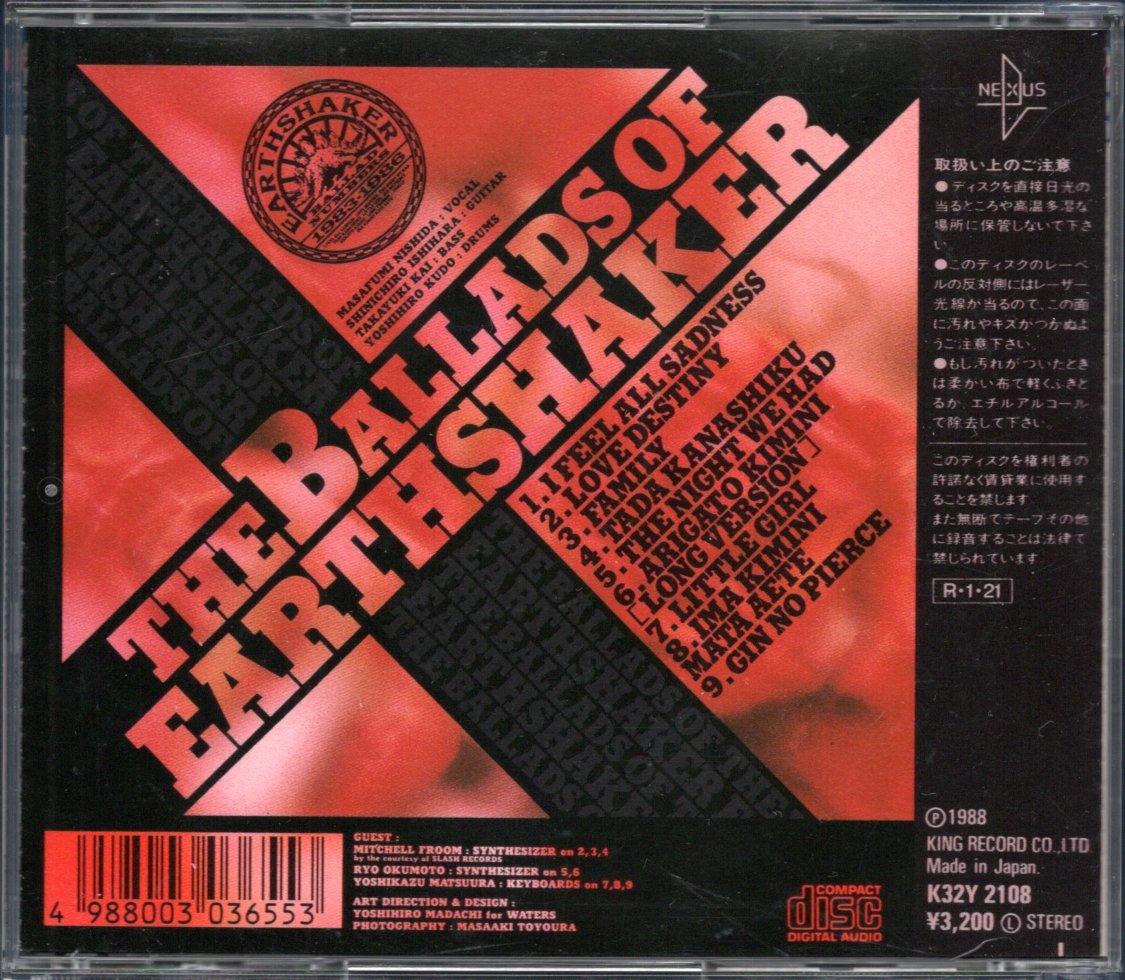 EARTHSHAKER
BALLADS
1983-1986
MASAFUMI NISHIDA : VOCAL
SHINICHIRO ISHIHARA : GUITAR
TAKAYUKI KAI : BASS
YOSHIHIRO KUDO : DRUMS
THE BALLADS OF
EARTHSHAKER
1. I FEEL ALL SADNESS
2. LOVE DESTINY
3. FAMILY
4. TADA KANASHIKU
5. THE NIGHT WE HAD
6. ARIGATO KIMINI
[LONG VERSION]
7. LITTLE GIRL
8. IMA KIMINI
MATA AETE
9. GIN NO PIERCE
THE BALLADS OF THE
EARTHSHAKER
THE BALLADS OF
EARTHSHAKER
THE BALLADS OF
NEXUS
取扱い上のご注意
●ディスクを直接日光の
当るところや高温多湿な
場所に保管しないで下さ
い。
●このディスクのレーベ
ルの反対側にはレーザー
光線が当るので、この面
に汚れやキズがつかぬよ
うご注意下さい。
●もし汚れがついたとき
は柔かい布で軽くふきと
るか、エチルアルコール
で除去して下さい。
このディスクを権利者の
許諾なく賃貸業に使用す
ることを禁じます
また無断でテープその他
に録音することは法律で
禁じられています
R・1・21
Ⓟ1988
KING RECORD CO.,LTD
Made in Japan.
K32Y 2108
¥3,200 Ⓛ STEREO
4 988003 036553
GUEST :
MITCHELL FROOM : SYNTHESIZER on 2,3,4
by the courtesy of SLASH RECORDS
RYO OKUMOTO : SYNTHESIZER on 5,6
YOSHIKAZU MATSUURA : KEYBOARDS on 7,8,9
ART DIRECTION & DESIGN :
YOSHIHIRO MADACHI for WATERS
PHOTOGRAPHY : MASAAKI TOYOURA
COMPACT
disc
DIGITAL AUDIO